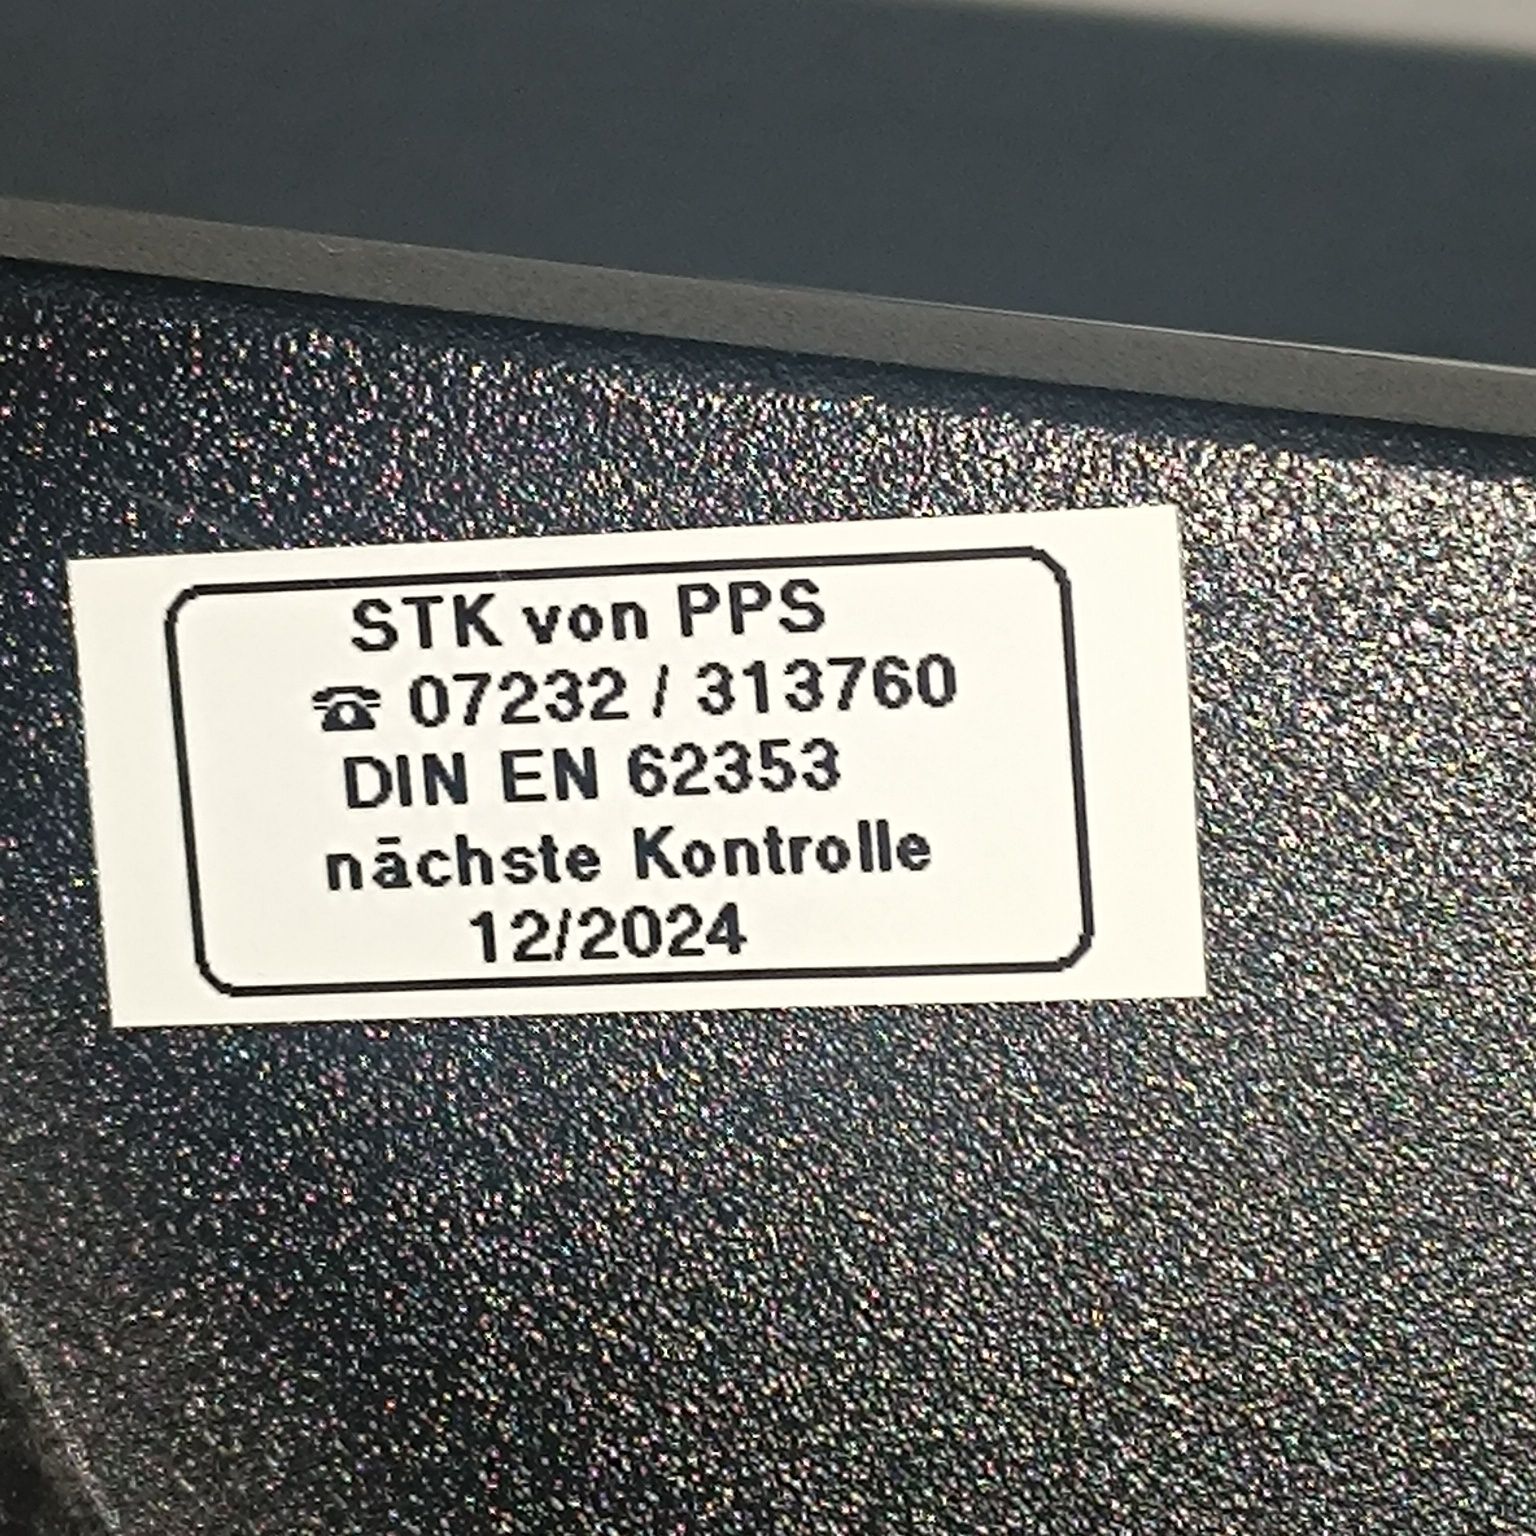 STK von PPS
☎ 07232 / 313760
DIN EN 62353
nächste Kontrolle
12/2024